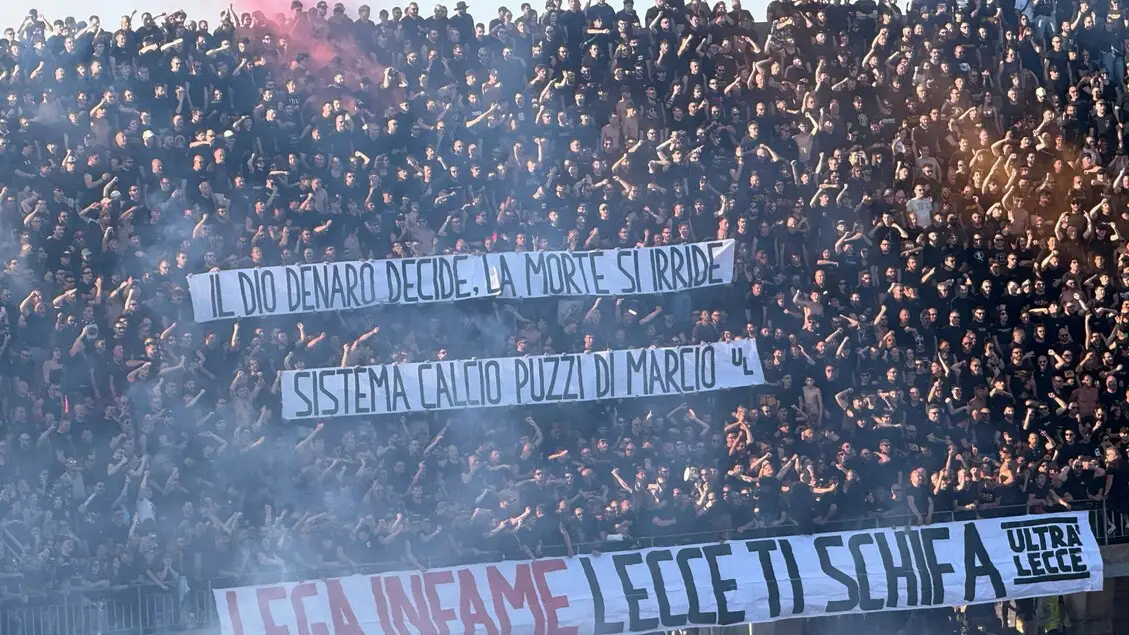 IL DIO DENARO DECIDE, LA MORTE SI IRRIDE
SISTEMA CALCIO PUZZI DI MARCIO UL
LEGA INFAME LECCE TI SCHIFA
ULTRA'
LECCE